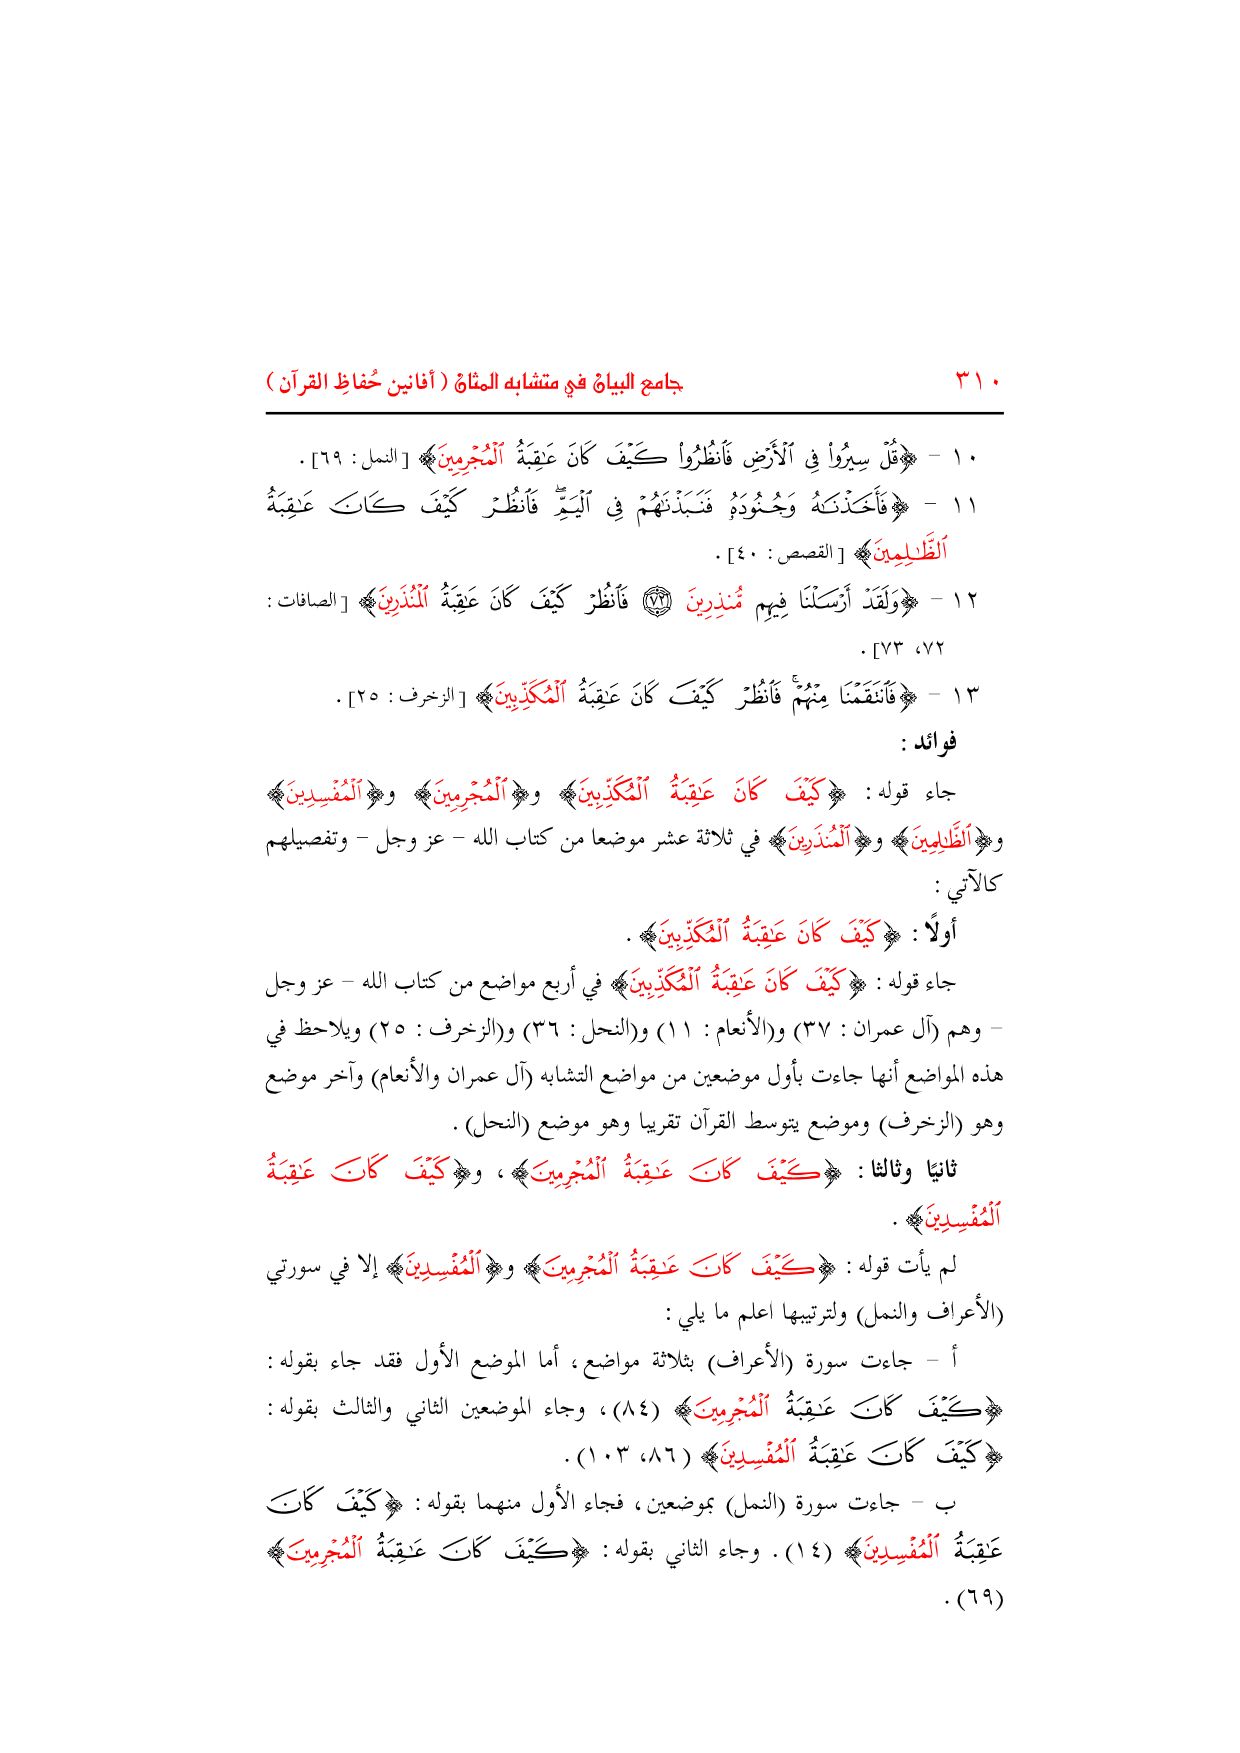 ٣١٠ جامع البيان في متشابه المثان ( أفانين حُفاظِ القرآن )
١٠ – ﴿قُلۡ سِيرُواْ فِي ٱلۡأَرۡضِ فَٱنظُرُواْ كَيۡفَ كَانَ عَٰقِبَةُ ٱلۡمُجۡرِمِينَ﴾ [النمل : ٦٩] .
١١ – ﴿فَأَخَذۡنَٰهُ وَجُنُودَهُۥ فَنَبَذۡنَٰهُمۡ فِي ٱلۡيَمِّۖ فَٱنظُرۡ كَيۡفَ كَانَ عَٰقِبَةُ
ٱلظَّٰلِمِينَ﴾ [القصص : ٤٠] .
١٢ – ﴿وَلَقَدۡ أَرۡسَلۡنَا فِيهِم مُّنذِرِينَ ٧٢ فَٱنظُرۡ كَيۡفَ كَانَ عَٰقِبَةُ ٱلۡمُنذَرِينَ﴾ [الصافات :
٧٢، ٧٣] .
١٣ – ﴿فَٱنتَقَمۡنَا مِنۡهُمۡۖ فَٱنظُرۡ كَيۡفَ كَانَ عَٰقِبَةُ ٱلۡمُكَذِّبِينَ﴾ [الزخرف : ٢٥] .
فوائد :
جاء قوله : ﴿كَيۡفَ كَانَ عَٰقِبَةُ ٱلۡمُكَذِّبِينَ﴾ و﴿ٱلۡمُجۡرِمِينَ﴾ و﴿ٱلۡمُفۡسِدِينَ﴾
و﴿ٱلظَّٰلِمِينَ﴾ و﴿ٱلۡمُنذَرِينَ﴾ في ثلاثة عشر موضعا من كتاب الله – عز وجل – وتفصيلهم
كالآتي :
أولًا : ﴿كَيۡفَ كَانَ عَٰقِبَةُ ٱلۡمُكَذِّبِينَ﴾ .
جاء قوله : ﴿كَيۡفَ كَانَ عَٰقِبَةُ ٱلۡمُكَذِّبِينَ﴾ في أربع مواضع من كتاب الله – عز وجل
– وهم (آل عمران : ٣٧) و(الأنعام : ١١) و(النحل : ٣٦) و(الزخرف : ٢٥) ويلاحظ في
هذه المواضع أنها جاءت بأول موضعين من مواضع التشابه (آل عمران والأنعام) وآخر موضع
وهو (الزخرف) وموضع يتوسط القرآن تقريبا وهو موضع (النحل) .
ثانيًا وثالثا : ﴿كَيۡفَ كَانَ عَٰقِبَةُ ٱلۡمُجۡرِمِينَ﴾ ، و﴿كَيۡفَ كَانَ عَٰقِبَةُ
ٱلۡمُفۡسِدِينَ﴾ .
لم يأت قوله : ﴿كَيۡفَ كَانَ عَٰقِبَةُ ٱلۡمُجۡرِمِينَ﴾ و﴿ٱلۡمُفۡسِدِينَ﴾ إلا في سورتي
(الأعراف والنمل) ولترتيبها اعلم ما يلي :
أ – جاءت سورة (الأعراف) بثلاثة مواضع، أما الموضع الأول فقد جاء بقوله :
﴿كَيۡفَ كَانَ عَٰقِبَةُ ٱلۡمُجۡرِمِينَ﴾ (٨٤) ، وجاء الموضعين الثاني والثالث بقوله :
﴿كَيۡفَ كَانَ عَٰقِبَةُ ٱلۡمُفۡسِدِينَ﴾ (٨٦، ١٠٣) .
ب – جاءت سورة (النمل) بموضعين، فجاء الأول منهما بقوله : ﴿كَيۡفَ كَانَ
عَٰقِبَةُ ٱلۡمُفۡسِدِينَ﴾ (١٤) . وجاء الثاني بقوله : ﴿كَيۡفَ كَانَ عَٰقِبَةُ ٱلۡمُجۡرِمِينَ﴾
(٦٩) .